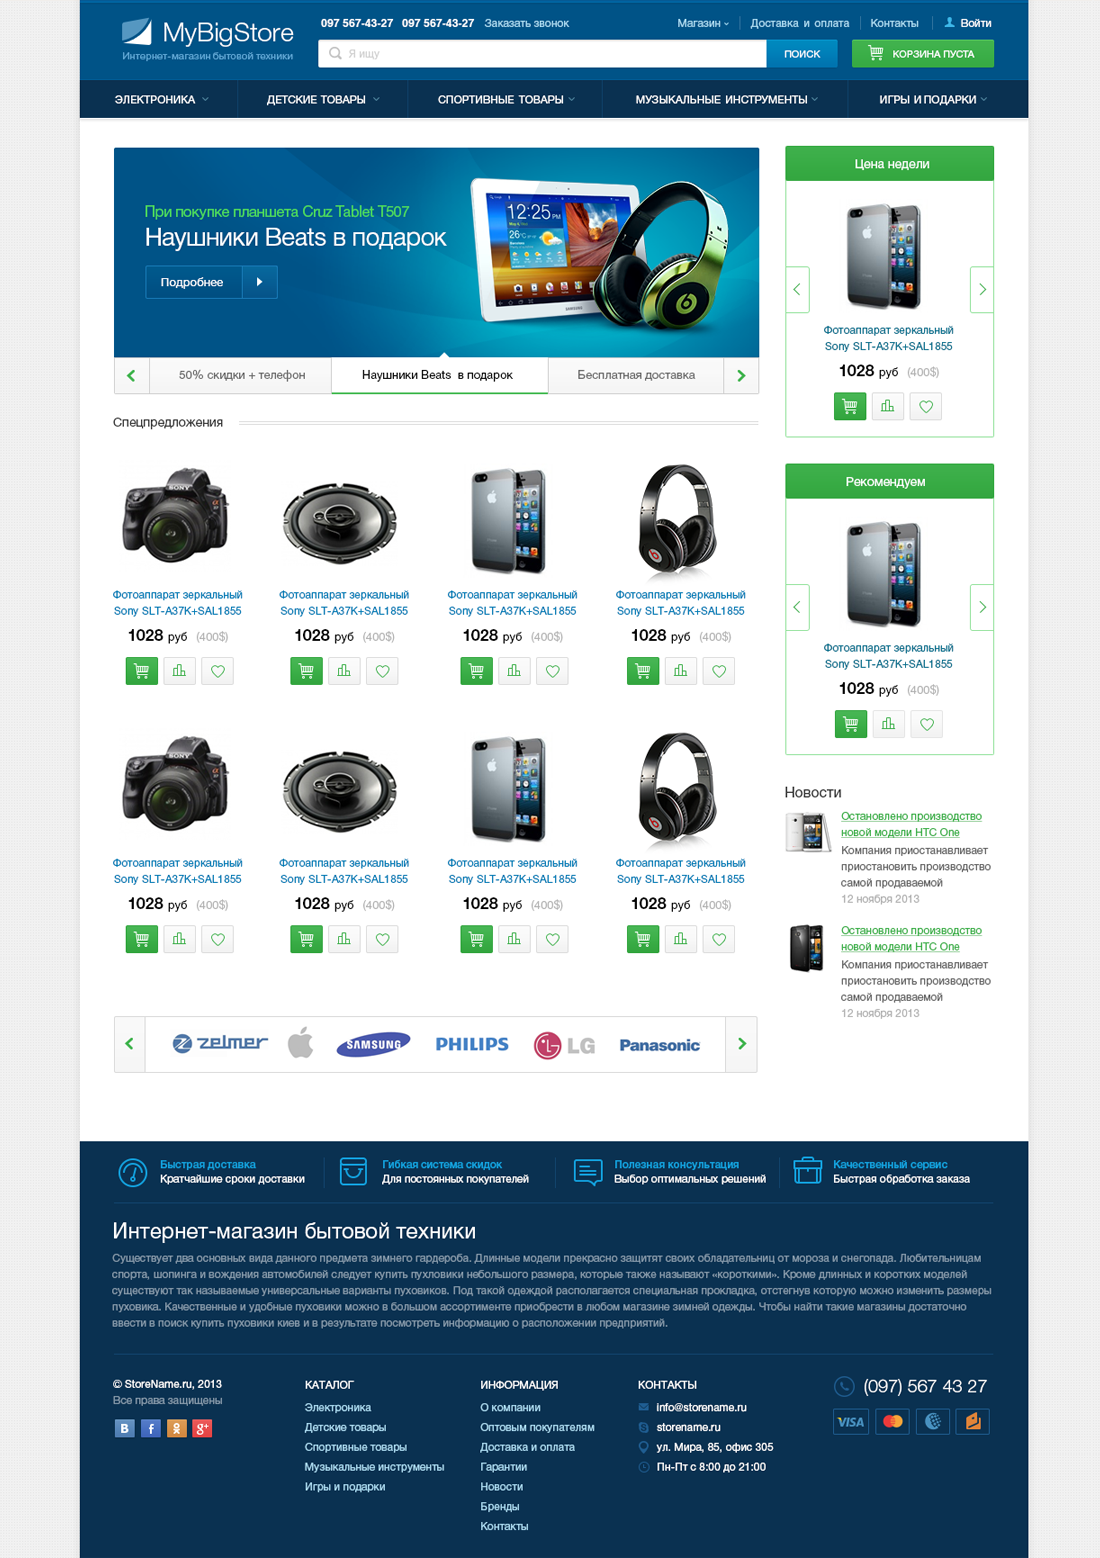 MyBigStore
Интернет-магазин бытовой техники
097 567-43-27 097 567-43-27 Заказать звонок
Магазин Доставка и оплата Контакты Войти
Я ищу
ПОИСК
КОРЗИНА ПУСТА
ЭЛЕКТРОНИКА ДЕТСКИЕ ТОВАРЫ СПОРТИВНЫЕ ТОВАРЫ МУЗЫКАЛЬНЫЕ ИНСТРУМЕНТЫ ИГРЫ И ПОДАРКИ
При покупке планшета Cruz Tablet T507
Наушники Beats в подарок
Подробнее
12:25
26°
SAMSUNG
50% скидки + телефон Наушники Beats в подарок Бесплатная доставка
Цена недели
Фотоаппарат зеркальный
Sony SLT-A37K+SAL1855
1028 руб (400$)
Спецпредложения
SONY
Фотоаппарат зеркальный Фотоаппарат зеркальный Фотоаппарат зеркальный Фотоаппарат зеркальный
Sony SLT-A37K+SAL1855 Sony SLT-A37K+SAL1855 Sony SLT-A37K+SAL1855 Sony SLT-A37K+SAL1855
1028 руб (400$) 1028 руб (400$) 1028 руб (400$) 1028 руб (400$)
SONY
Фотоаппарат зеркальный Фотоаппарат зеркальный Фотоаппарат зеркальный Фотоаппарат зеркальный
Sony SLT-A37K+SAL1855 Sony SLT-A37K+SAL1855 Sony SLT-A37K+SAL1855 Sony SLT-A37K+SAL1855
1028 руб (400$) 1028 руб (400$) 1028 руб (400$) 1028 руб (400$)
Рекомендуем
Фотоаппарат зеркальный
Sony SLT-A37K+SAL1855
1028 руб (400$)
Новости
Остановлено производство
новой модели HTC One
Компания приостанавливает
приостановить производство
самой продаваемой
12 ноября 2013
Остановлено производство
новой модели HTC One
Компания приостанавливает
приостановить производство
самой продаваемой
12 ноября 2013
zelmer SAMSUNG PHILIPS LG Panasonic
Быстрая доставка
Кратчайшие сроки доставки
Гибкая система скидок
Для постоянных покупателей
Полезная консультация
Выбор оптимальных решений
Качественный сервис
Быстрая обработка заказа
Интернет-магазин бытовой техники
Существует два основных вида данного предмета зимнего гардероба. Длинные модели прекрасно защитят своих обладательниц от мороза и снегопада. Любительницам
спорта, шопинга и вождения автомобилей следует купить пухловики небольшого размера, которые также называют «короткими». Кроме длинных и коротких моделей
существуют так называемые универсальные варианты пуховиков. Под такой одеждой располагается специальная прокладка, отстегнув которую можно изменить размеры
пуховика. Качественные и удобные пуховики можно в большом ассортименте приобрести в любом магазине зимней одежды. Чтобы найти такие магазины достаточно
ввести в поиск купить пуховики киев и в результате посмотреть информацию о расположении предприятий.
© StoreName.ru, 2013
Все права защищены
КАТАЛОГ
Электроника
Детские товары
Спортивные товары
Музыкальные инструменты
Игры и подарки
ИНФОРМАЦИЯ
О компании
Оптовым покупателям
Доставка и оплата
Гарантии
Новости
Бренды
Контакты
КОНТАКТЫ
info@storename.ru
storename.ru
ул. Мира, 85, офис 305
Пн-Пт с 8:00 до 21:00
(097) 567 43 27
VISA